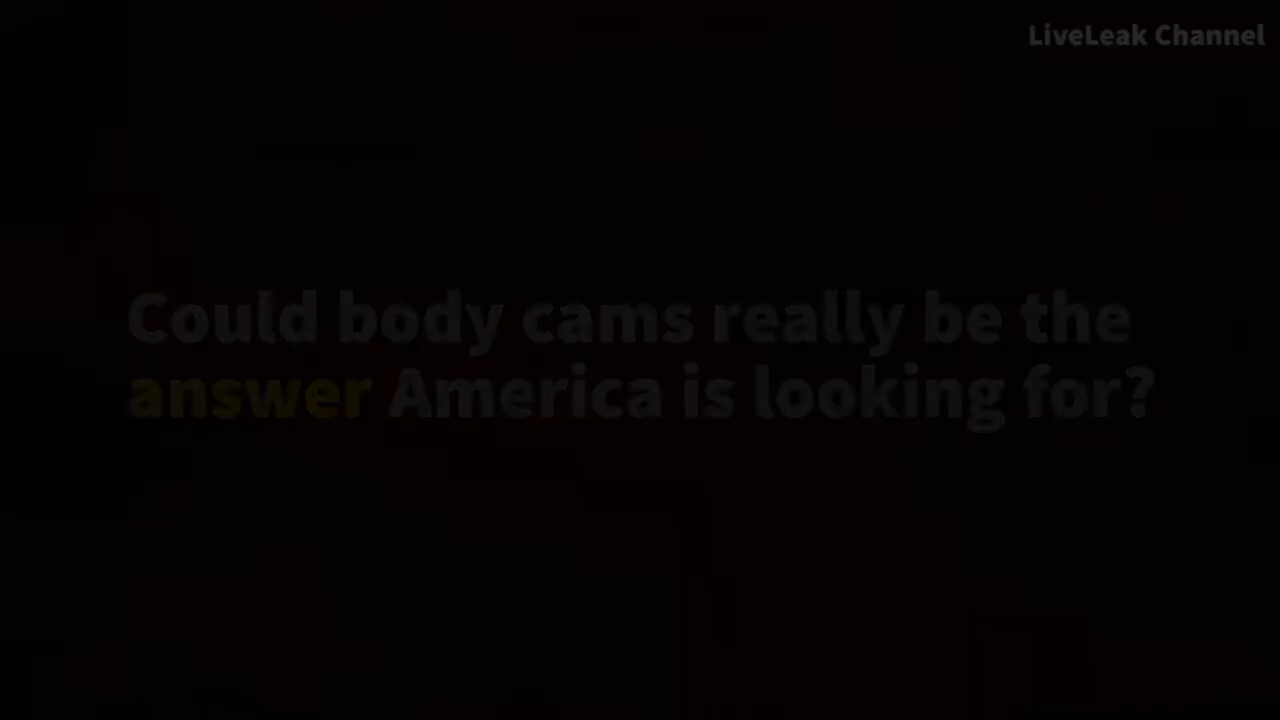 LiveLeak Channel
Could body cams really be the
answer America is looking for?